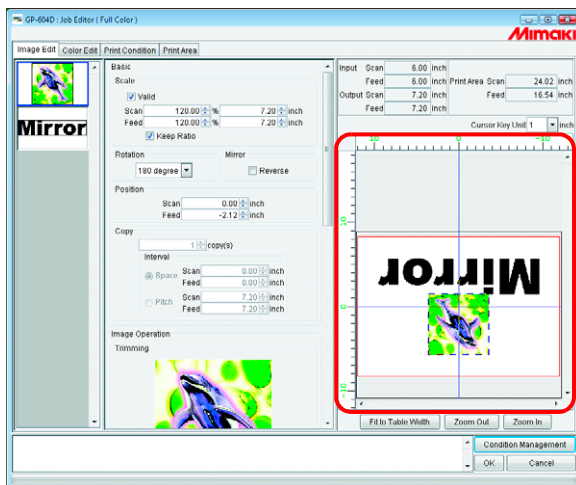 GP-604D : Job Editor ( Full Color )
Mimaki
Image Edit Color Edit Print Condition Print Area
Mirror
Basic
Scale
Valid
Scan 120.00 % 7.20 inch
Feed 120.00 % 7.20 inch
Keep Ratio
Rotation Mirror
180 degree Reverse
Position
Scan 0.00 inch
Feed -2.12 inch
Copy
1 copy(s)
Interval
Space Scan 0.00 inch
Feed 0.00 inch
Pitch Scan 7.20 inch
Feed 7.20 inch
Image Operation
Trimming
Input Scan 6.00 inch Print Area Scan 24.02 inch
Feed 6.00 inch Feed 16.54 inch
Output Scan 7.20 inch
Feed 7.20 inch
Cursor Key Unit 1 inch
10 0 -10
10
0
-10
Mirror
Fit to Table Width Zoom Out Zoom In
Condition Management
OK Cancel